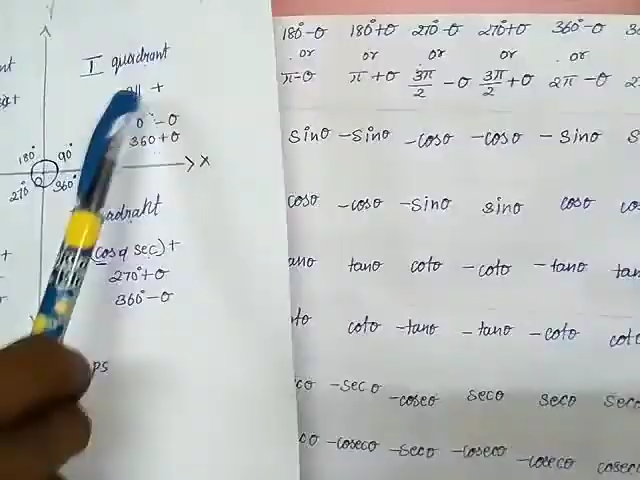 Y
I quadrant
all +
0° - θ
360 + θ
180°
90°
X
270°
360°
quadrant
(cos θ sec) +
270° + θ
360° - θ
180° - θ 180° + θ 270° - θ 270° + θ 360° - θ
or or or or or
π - θ π + θ 3π/2 - θ 3π/2 + θ 2π - θ
sinθ -sinθ -cosθ -cosθ -sinθ
cosθ -cosθ -sinθ sinθ cosθ
tanθ cotθ -cotθ -tanθ
cotθ -tanθ -tanθ -cotθ
-secθ -cosecθ secθ secθ
-cosecθ -secθ -cosecθ -cosecθ